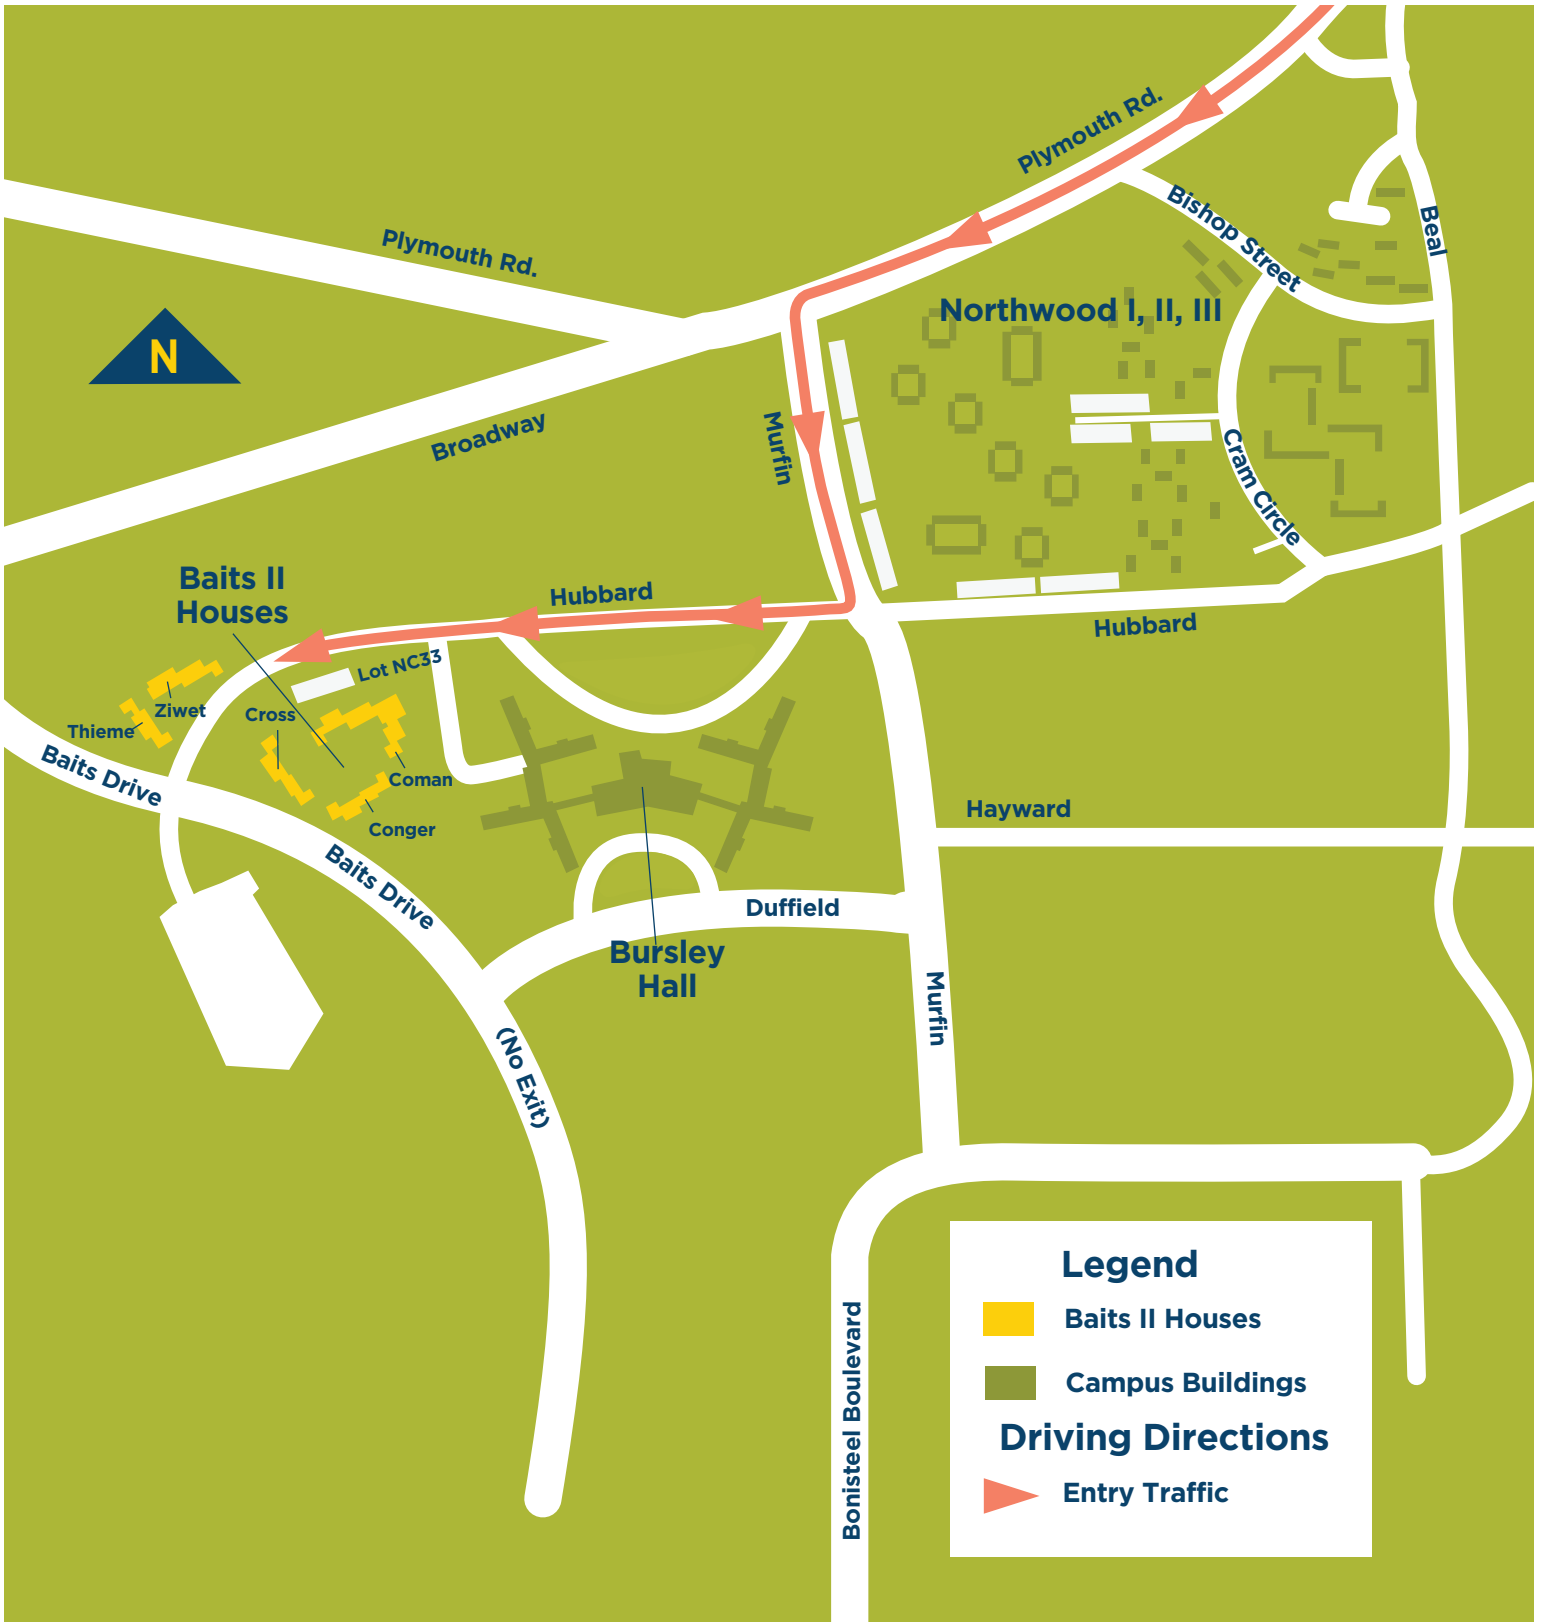 Plymouth Rd.
Bishop Street
Beal
Plymouth Rd.
Northwood I, II, III
N
Broadway
Murfin
Cram Circle
Baits II
Houses
Hubbard
Hubbard
Lot NC33
Ziwet
Cross
Thieme
Baits Drive
Coman
Conger
Hayward
Baits Drive
Duffield
Bursley
Hall
Murfin
(No Exit)
Bonisteel Boulevard
Legend
Baits II Houses
Campus Buildings
Driving Directions
Entry Traffic